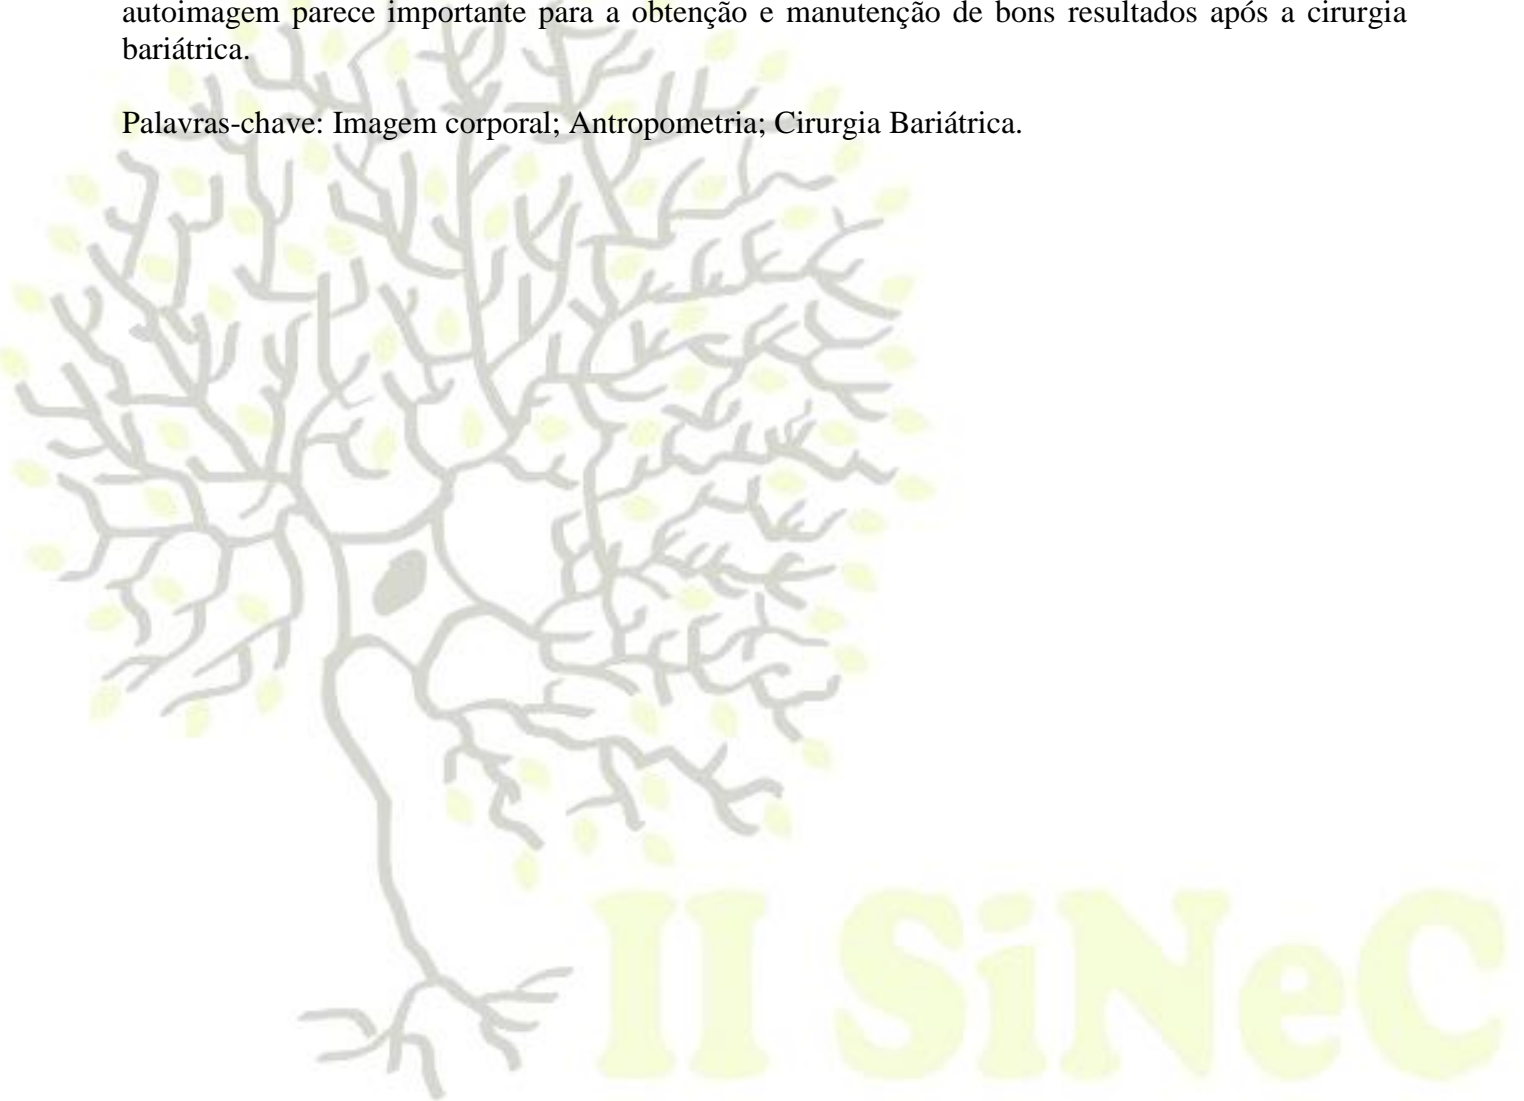 autoimagem parece importante para a obtenção e manutenção de bons resultados após a cirurgia
bariátrica.
Palavras-chave: Imagem corporal; Antropometria; Cirurgia Bariátrica.
II SiNeC